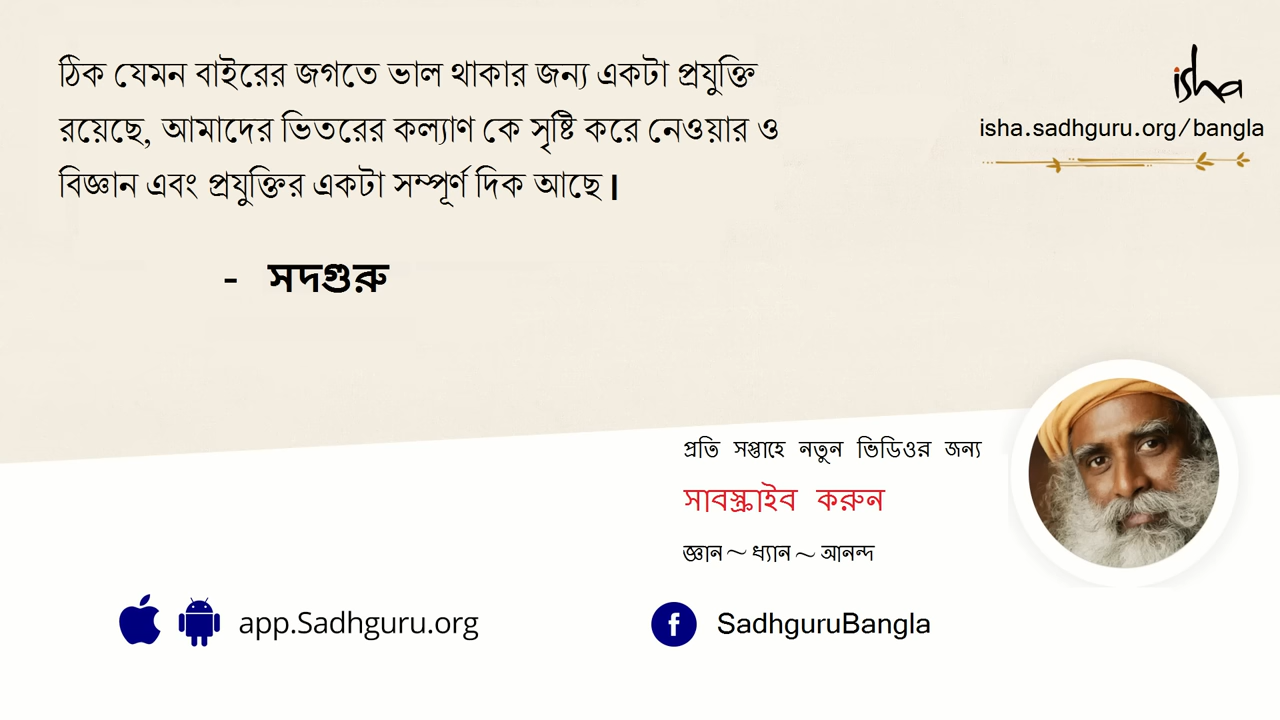 ঠিক যেমন বাইরের জগতে ভাল থাকার জন্য একটা প্রযুক্তি
রয়েছে, আমাদের ভিতরের কল্যাণ কে সৃষ্টি করে নেওয়ার ও
বিজ্ঞান এবং প্রযুক্তির একটা সম্পূর্ণ দিক আছে।
- সদগুরু
isha
isha.sadhguru.org/bangla
প্রতি সপ্তাহে নতুন ভিডিওর জন্য
সাবস্ক্রাইব করুন
জ্ঞান ~ ধ্যান ~ আনন্দ
app.Sadhguru.org
SadhguruBangla